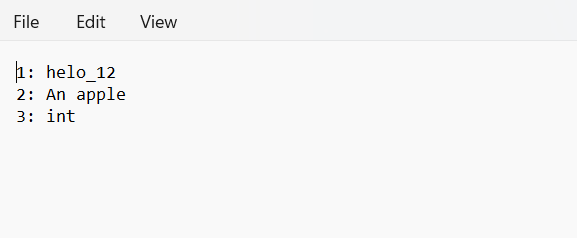 File Edit View
1: helo_12
2: An apple
3: int